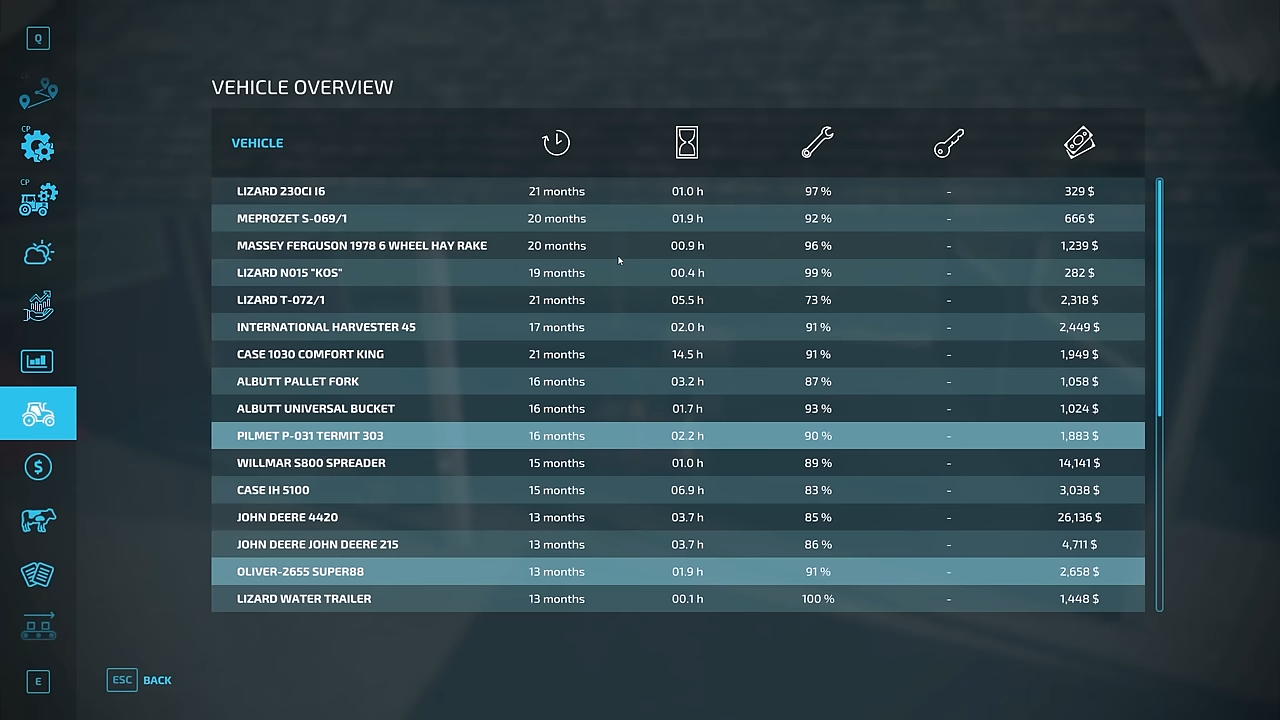 Q
CP
CP
VEHICLE OVERVIEW
VEHICLE
LIZARD 230CI I6 21 months 01.0 h 97 % - 329 $
MEPROZET S-069/1 20 months 01.9 h 92 % - 666 $
MASSEY FERGUSON 1978 6 WHEEL HAY RAKE 20 months 00.9 h 96 % - 1,239 $
LIZARD N015 "KOS" 19 months 00.4 h 99 % - 282 $
LIZARD T-072/1 21 months 05.5 h 73 % - 2,318 $
INTERNATIONAL HARVESTER 45 17 months 02.0 h 91 % - 2,449 $
CASE 1030 COMFORT KING 21 months 14.5 h 91 % - 1,949 $
ALBUTT PALLET FORK 16 months 03.2 h 87 % - 1,058 $
ALBUTT UNIVERSAL BUCKET 16 months 01.7 h 93 % - 1,024 $
PILMET P-031 TERMIT 303 16 months 02.2 h 90 % - 1,883 $
WILLMAR S800 SPREADER 15 months 01.0 h 89 % - 14,141 $
CASE IH 5100 15 months 06.9 h 83 % - 3,038 $
JOHN DEERE 4420 13 months 03.7 h 85 % - 26,136 $
JOHN DEERE JOHN DEERE 215 13 months 03.7 h 86 % - 4,711 $
OLIVER-2655 SUPER88 13 months 01.9 h 91 % - 2,658 $
LIZARD WATER TRAILER 13 months 00.1 h 100 % - 1,448 $
E
ESC BACK